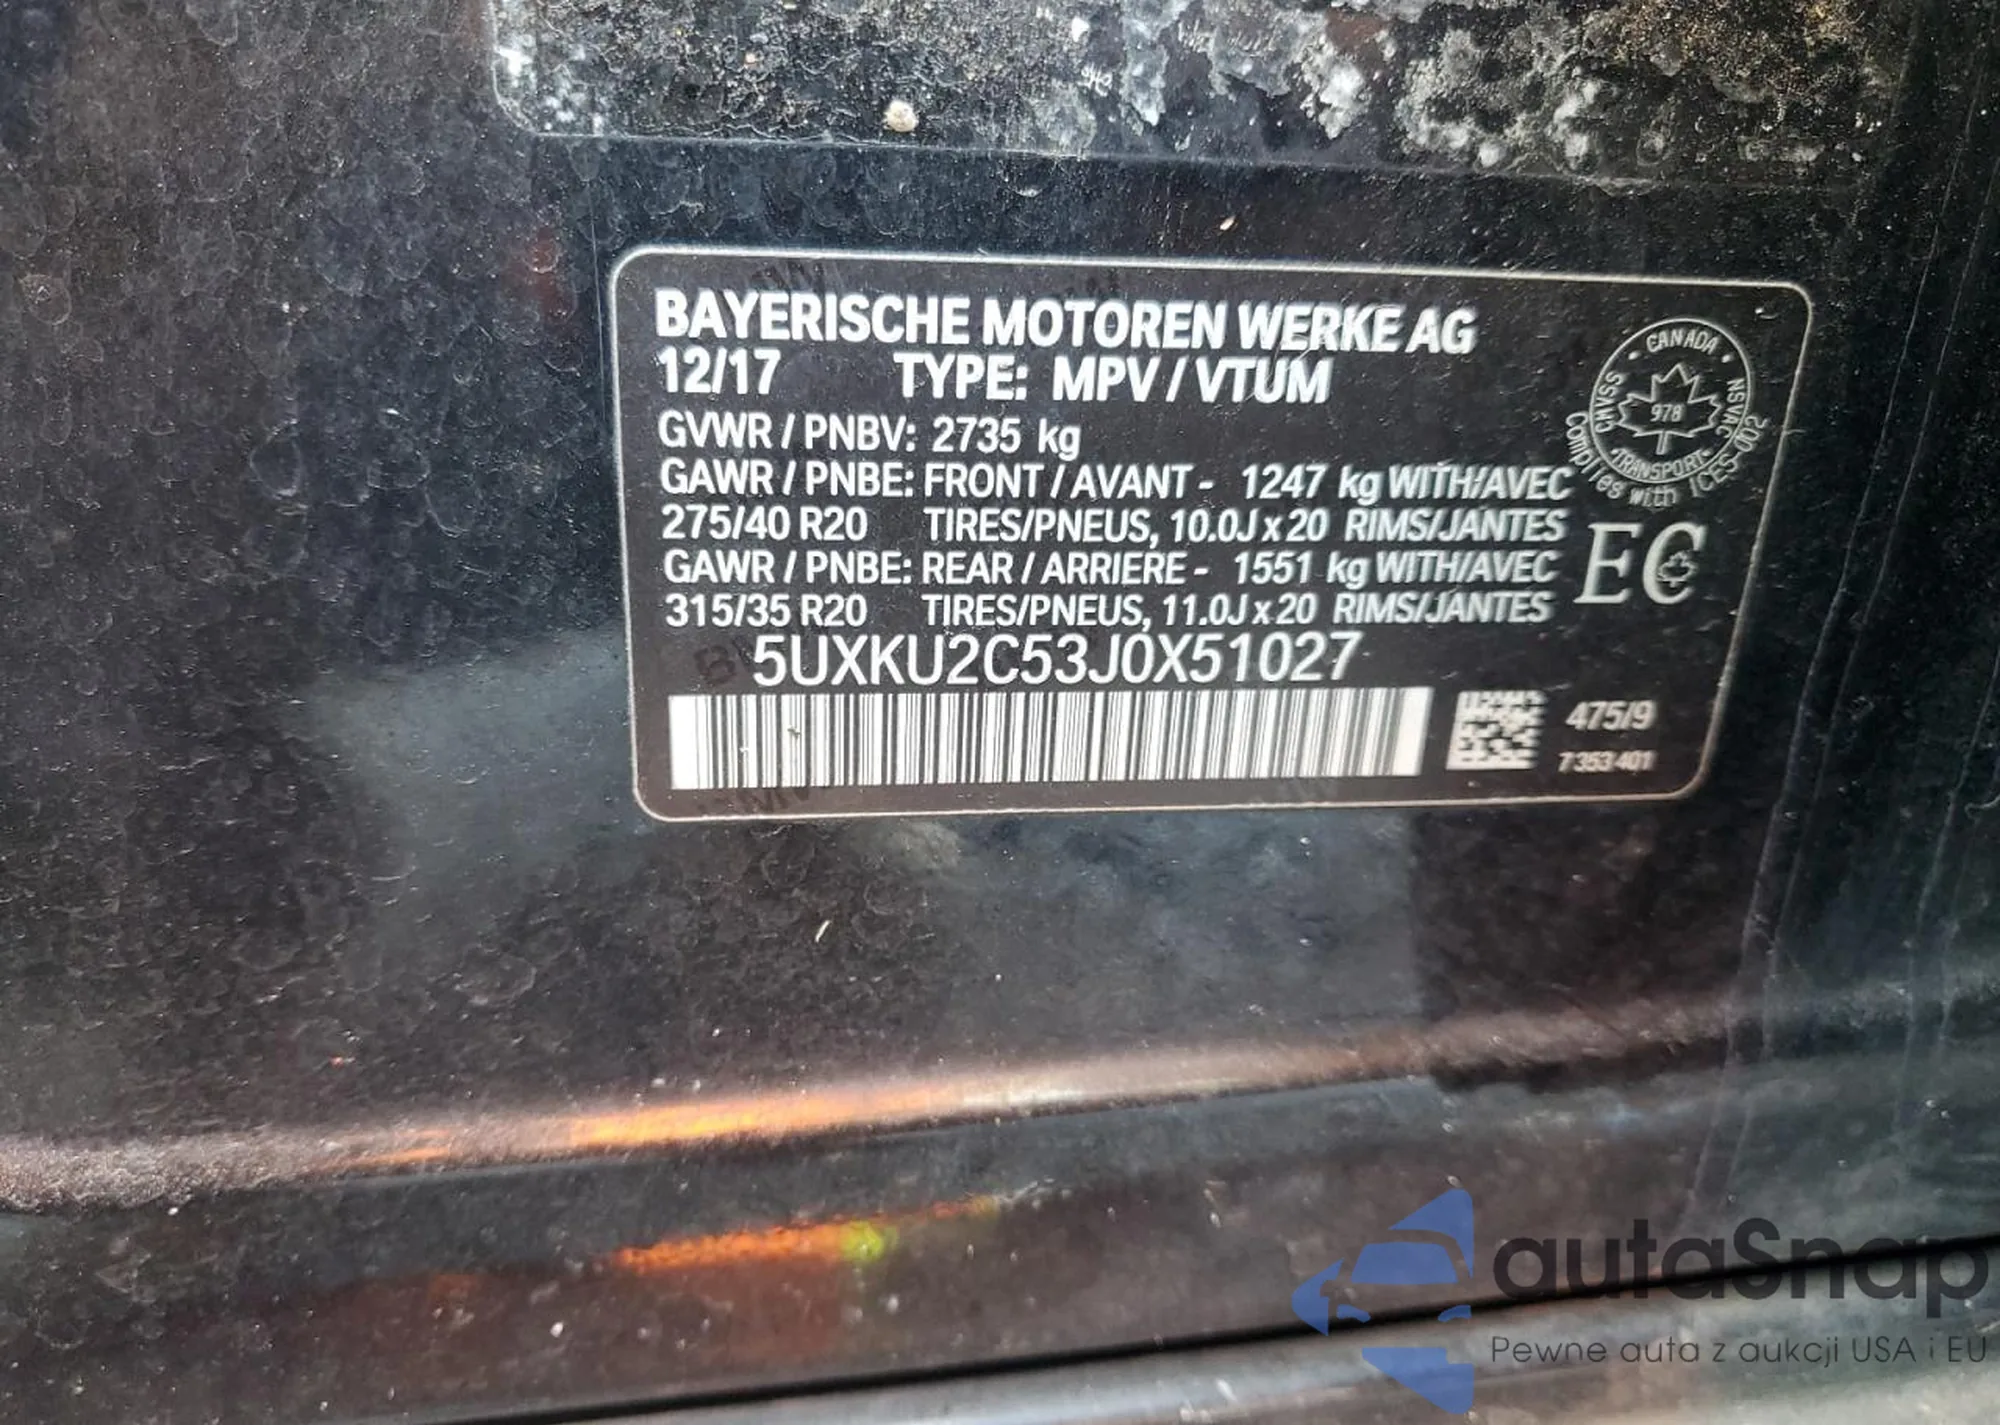 BAYERISCHE MOTOREN WERKE AG
12/17 TYPE: MPV / VTUM
GVWR / PNBV: 2735 kg
GAWR / PNBE: FRONT / AVANT - 1247 kg WITH/AVEC
275/40 R20 TIRES/PNEUS, 10.0J x 20 RIMS/JANTES
GAWR / PNBE: REAR / ARRIERE - 1551 kg WITH/AVEC
315/35 R20 TIRES/PNEUS, 11.0J x 20 RIMS/JANTES
5UXKU2C53J0X51027
475/9
7 353 401
CANADA
CMVSS
NSVAC
978
TRANSPORT
Complies with ICES-002
EC
autaSnap
Pewne auta z aukcji USA i EU